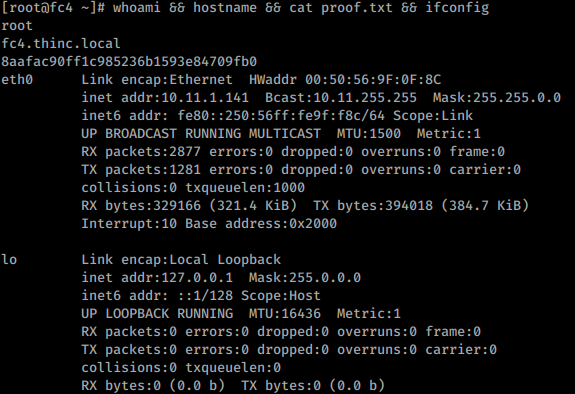 [root@fc4 ~]# whoami && hostname && cat proof.txt && ifconfig
root
fc4.thinc.local
8aafac90ff1c985236b1593e84709fb0
eth0      Link encap:Ethernet  HWaddr 00:50:56:9F:0F:8C
          inet addr:10.11.1.141  Bcast:10.11.255.255  Mask:255.255.0.0
          inet6 addr: fe80::250:56ff:fe9f:f8c/64 Scope:Link
          UP BROADCAST RUNNING MULTICAST  MTU:1500  Metric:1
          RX packets:2877 errors:0 dropped:0 overruns:0 frame:0
          TX packets:1281 errors:0 dropped:0 overruns:0 carrier:0
          collisions:0 txqueuelen:1000
          RX bytes:329166 (321.4 KiB)  TX bytes:394018 (384.7 KiB)
          Interrupt:10 Base address:0x2000
lo        Link encap:Local Loopback
          inet addr:127.0.0.1  Mask:255.0.0.0
          inet6 addr: ::1/128 Scope:Host
          UP LOOPBACK RUNNING  MTU:16436  Metric:1
          RX packets:0 errors:0 dropped:0 overruns:0 frame:0
          TX packets:0 errors:0 dropped:0 overruns:0 carrier:0
          collisions:0 txqueuelen:0
          RX bytes:0 (0.0 b)  TX bytes:0 (0.0 b)